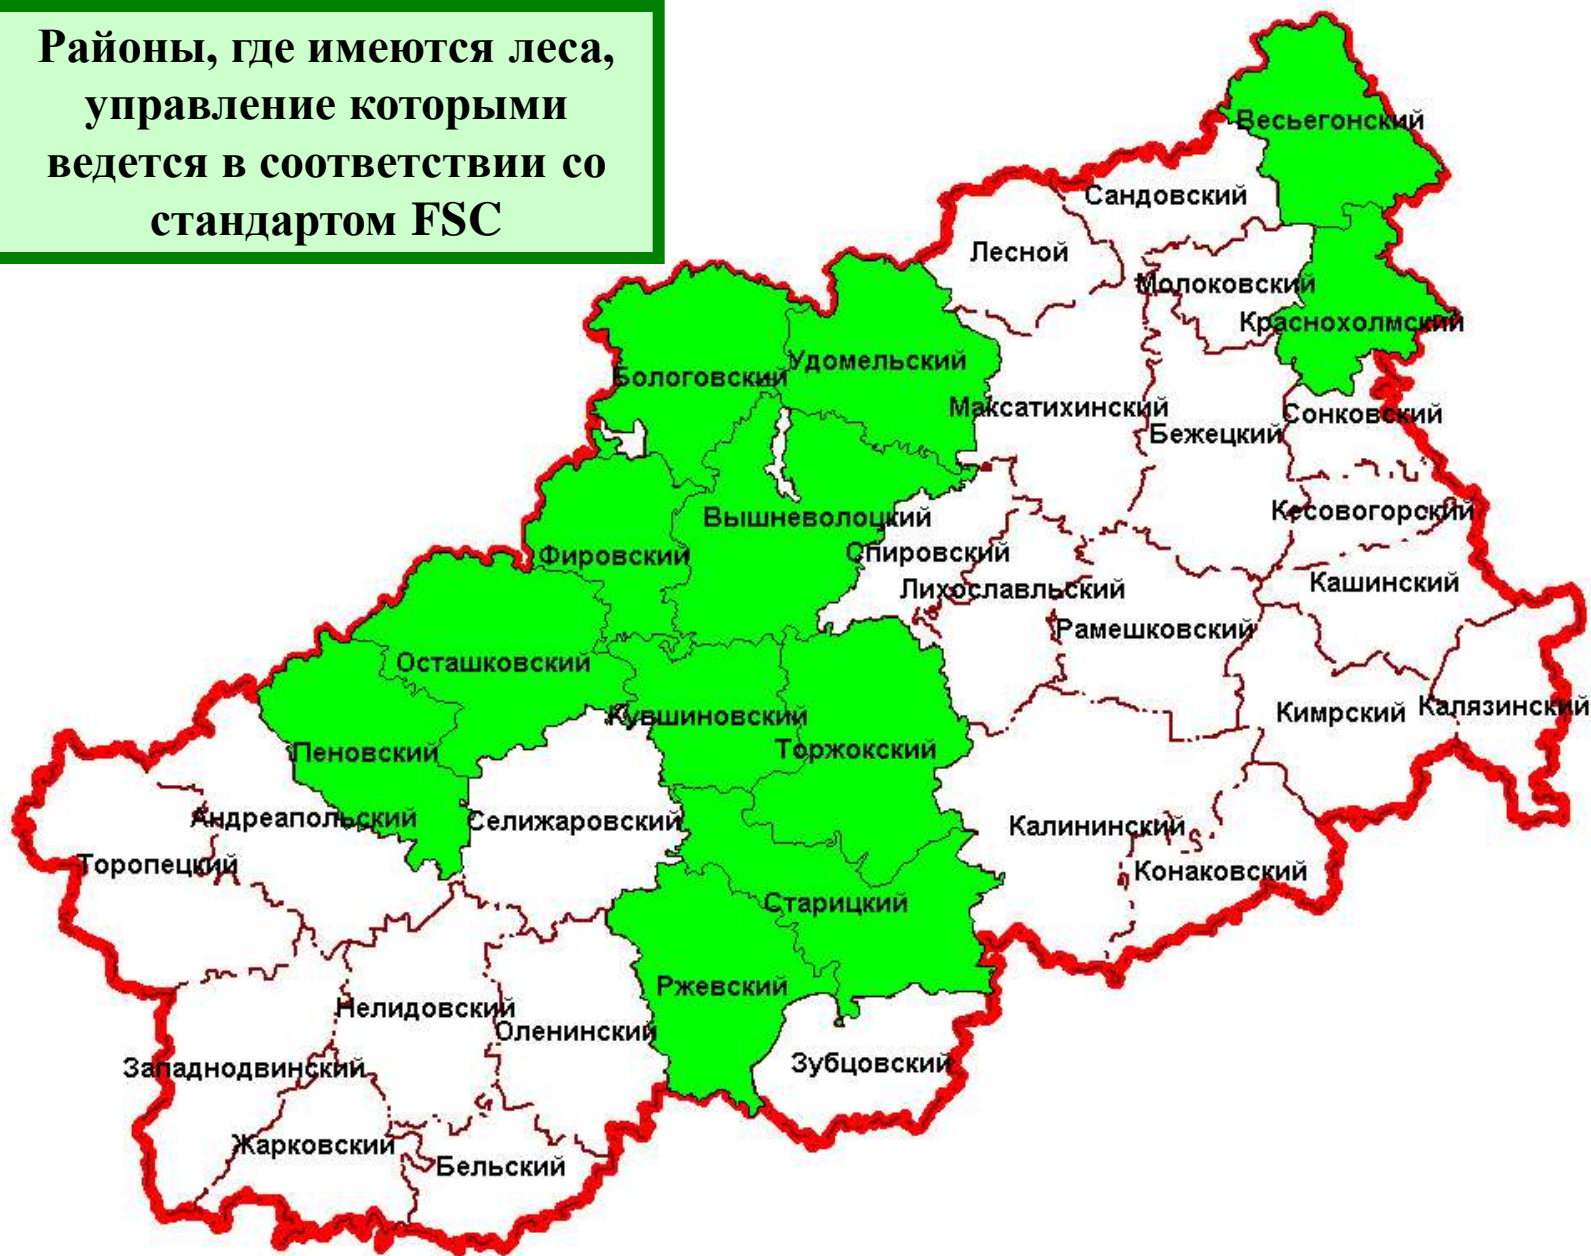 Районы, где имеются леса,
управление которыми
ведется в соответствии со
стандартом FSC
Весьегонский
Сандовский
Лесной
Молоковский
Краснохолмский
Удомельский
Бологовский
Максатихинский
Бежецкий
Сонковский
Кесовогорский
Вышневолоцкий
Фировский
Спировский
Лихославльский
Кашинский
Рамешковский
Осташковский
Кувшиновский
Кимрский
Калязинский
Пеновский
Торжокский
Андреапольский
Селижаровский
Калининский
Торопецкий
Конаковский
Старицкий
Ржевский
Нелидовский
Оленинский
Зубцовский
Западнодвинский
Жарковский
Бельский